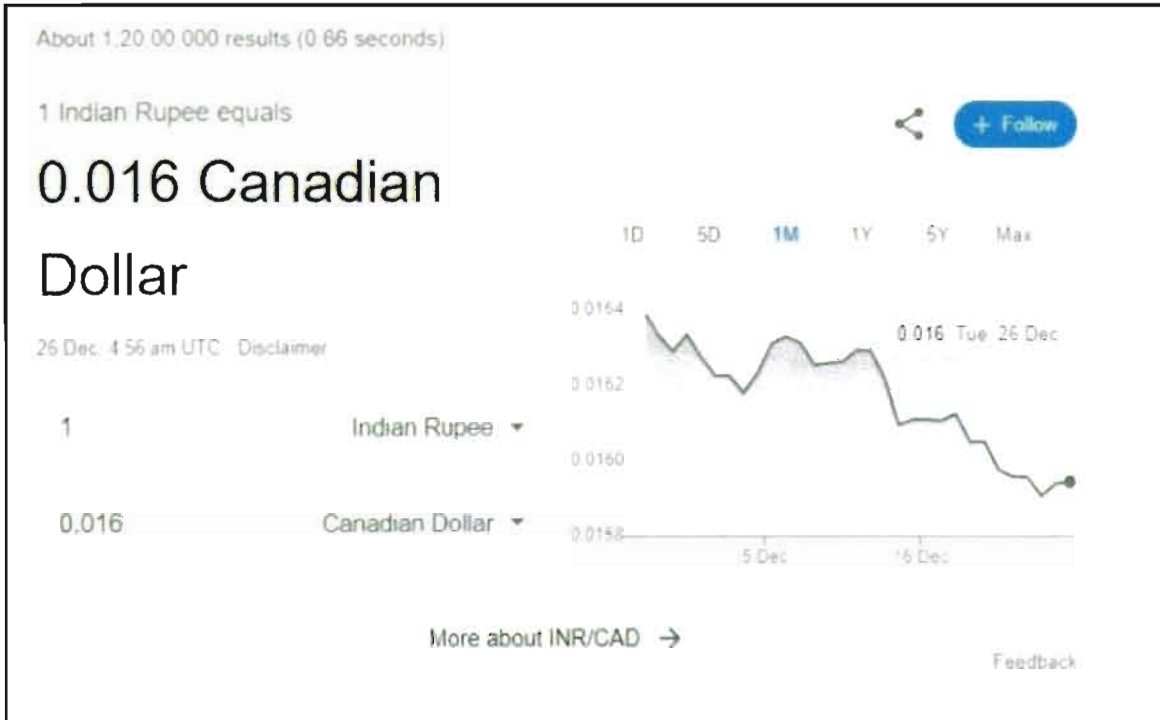 About 1,20,00,000 results (0.66 seconds)
1 Indian Rupee equals
+ Follow
0.016 Canadian
Dollar
26 Dec, 4:56 am UTC · Disclaimer
1 Indian Rupee
0.016 Canadian Dollar
1D 5D 1M 1Y 5Y Max
0.0164
0.016 Tue, 26 Dec
0.0162
0.0160
0.0158
5 Dec
16 Dec
More about INR/CAD →
Feedback